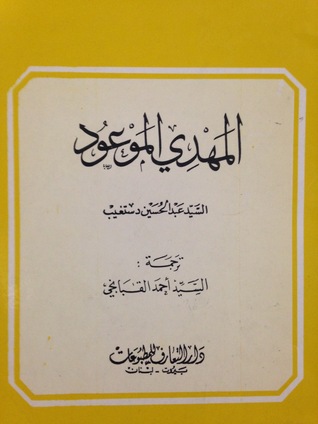 المهدي الموعود
السيد عبد الحسين دستغيب
ترجمة :
السيد أحمد القبانجي
دار التعارف للمطبوعات
بيروت - لبنان